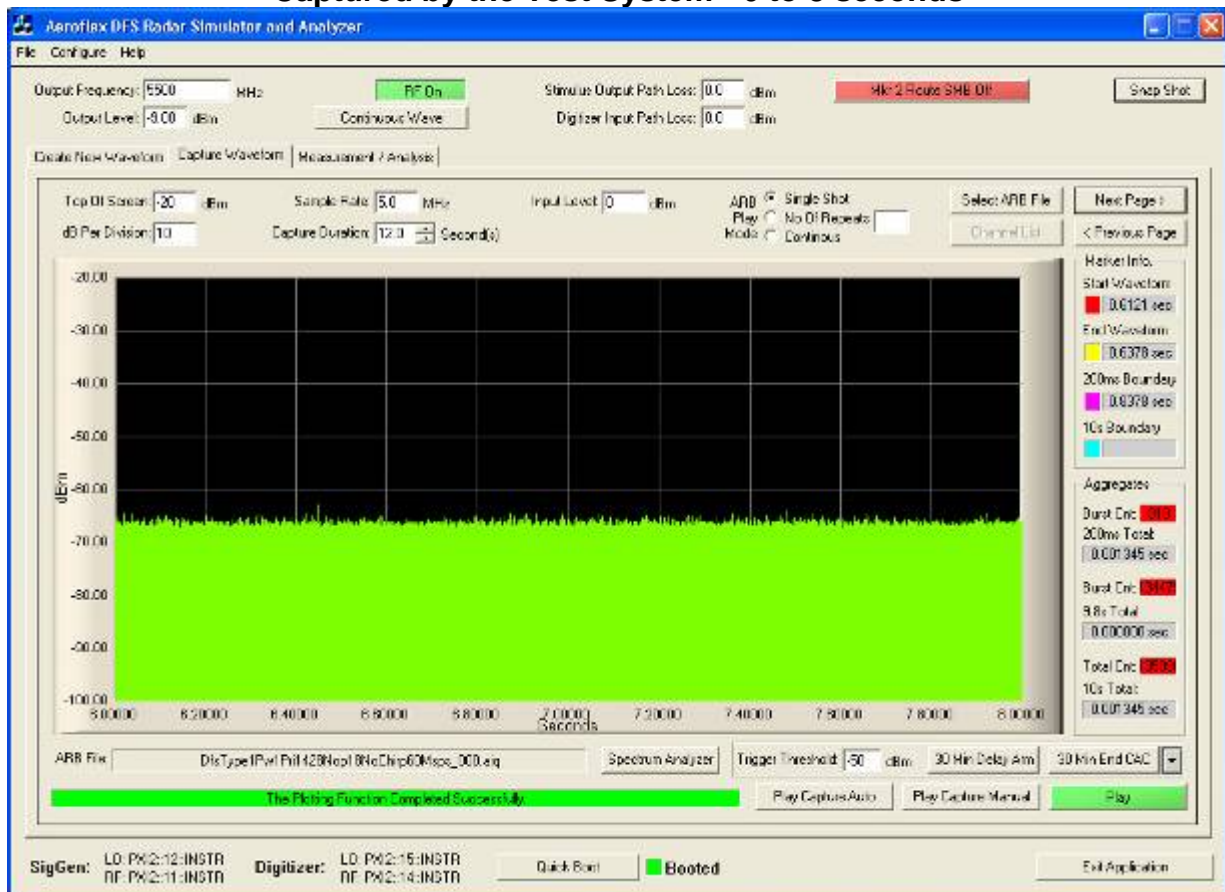 Captured by the Test System - 6 to 8 Seconds
Aeroflex DFS Radar Simulator and Analyzer
File Configure Help
Output Frequency: 5500 MHz
RF On
Stimulus Output Path Loss: 0.0 dBm
Mkr 2 Route SMB Off
Snap Shot
Output Level: -9.00 dBm
Continuous Wave
Digitizer Input Path Loss: 0.0 dBm
Create New Waveform Capture Waveform Measurement / Analysis
Top Of Screen: -20 dBm
Sample Rate: 5.0 MHz
Input Level: 0 dBm
ARB Play Mode
Single Shot
No Of Repeats
Continous
Select ARB File
Next Page >
dB Per Division: 10
Capture Duration: 12.0 Second(s)
Channel List
< Previous Page
Marker Info.
Start Waveform
0.6121 sec
End Waveform
0.6378 sec
200ms Boundary
0.8378 sec
10s Boundary
Aggregates
Burst Cnt:
200ms Total:
0.001345 sec
Burst Cnt:
9.8s Total
0.000000 sec
Total Cnt:
10s Total:
0.001345 sec
-20.00
-30.00
-40.00
-50.00
-60.00
-70.00
-80.00
-90.00
-100.00
dBm
6.00000 6.20000 6.40000 6.60000 6.80000 7.00000 7.20000 7.40000 7.60000 7.80000 8.00000
Seconds
ARB File:
DfsType1Pw1Pri1428Nop18NoChirp60Msps_000.aiq
Spectrum Analyzer
Trigger Threshold: -50 dBm
30 Min Delay Arm
30 Min End CAC
The Ploting Function Completed Successfully.
Play Capture Auto
Play Capture Manual
Play
SigGen: LO: PXI2::12::INSTR
RF: PXI2::11::INSTR
Digitizer: LO: PXI2::15::INSTR
RF: PXI2::14::INSTR
Quick Boot
Booted
Exit Application